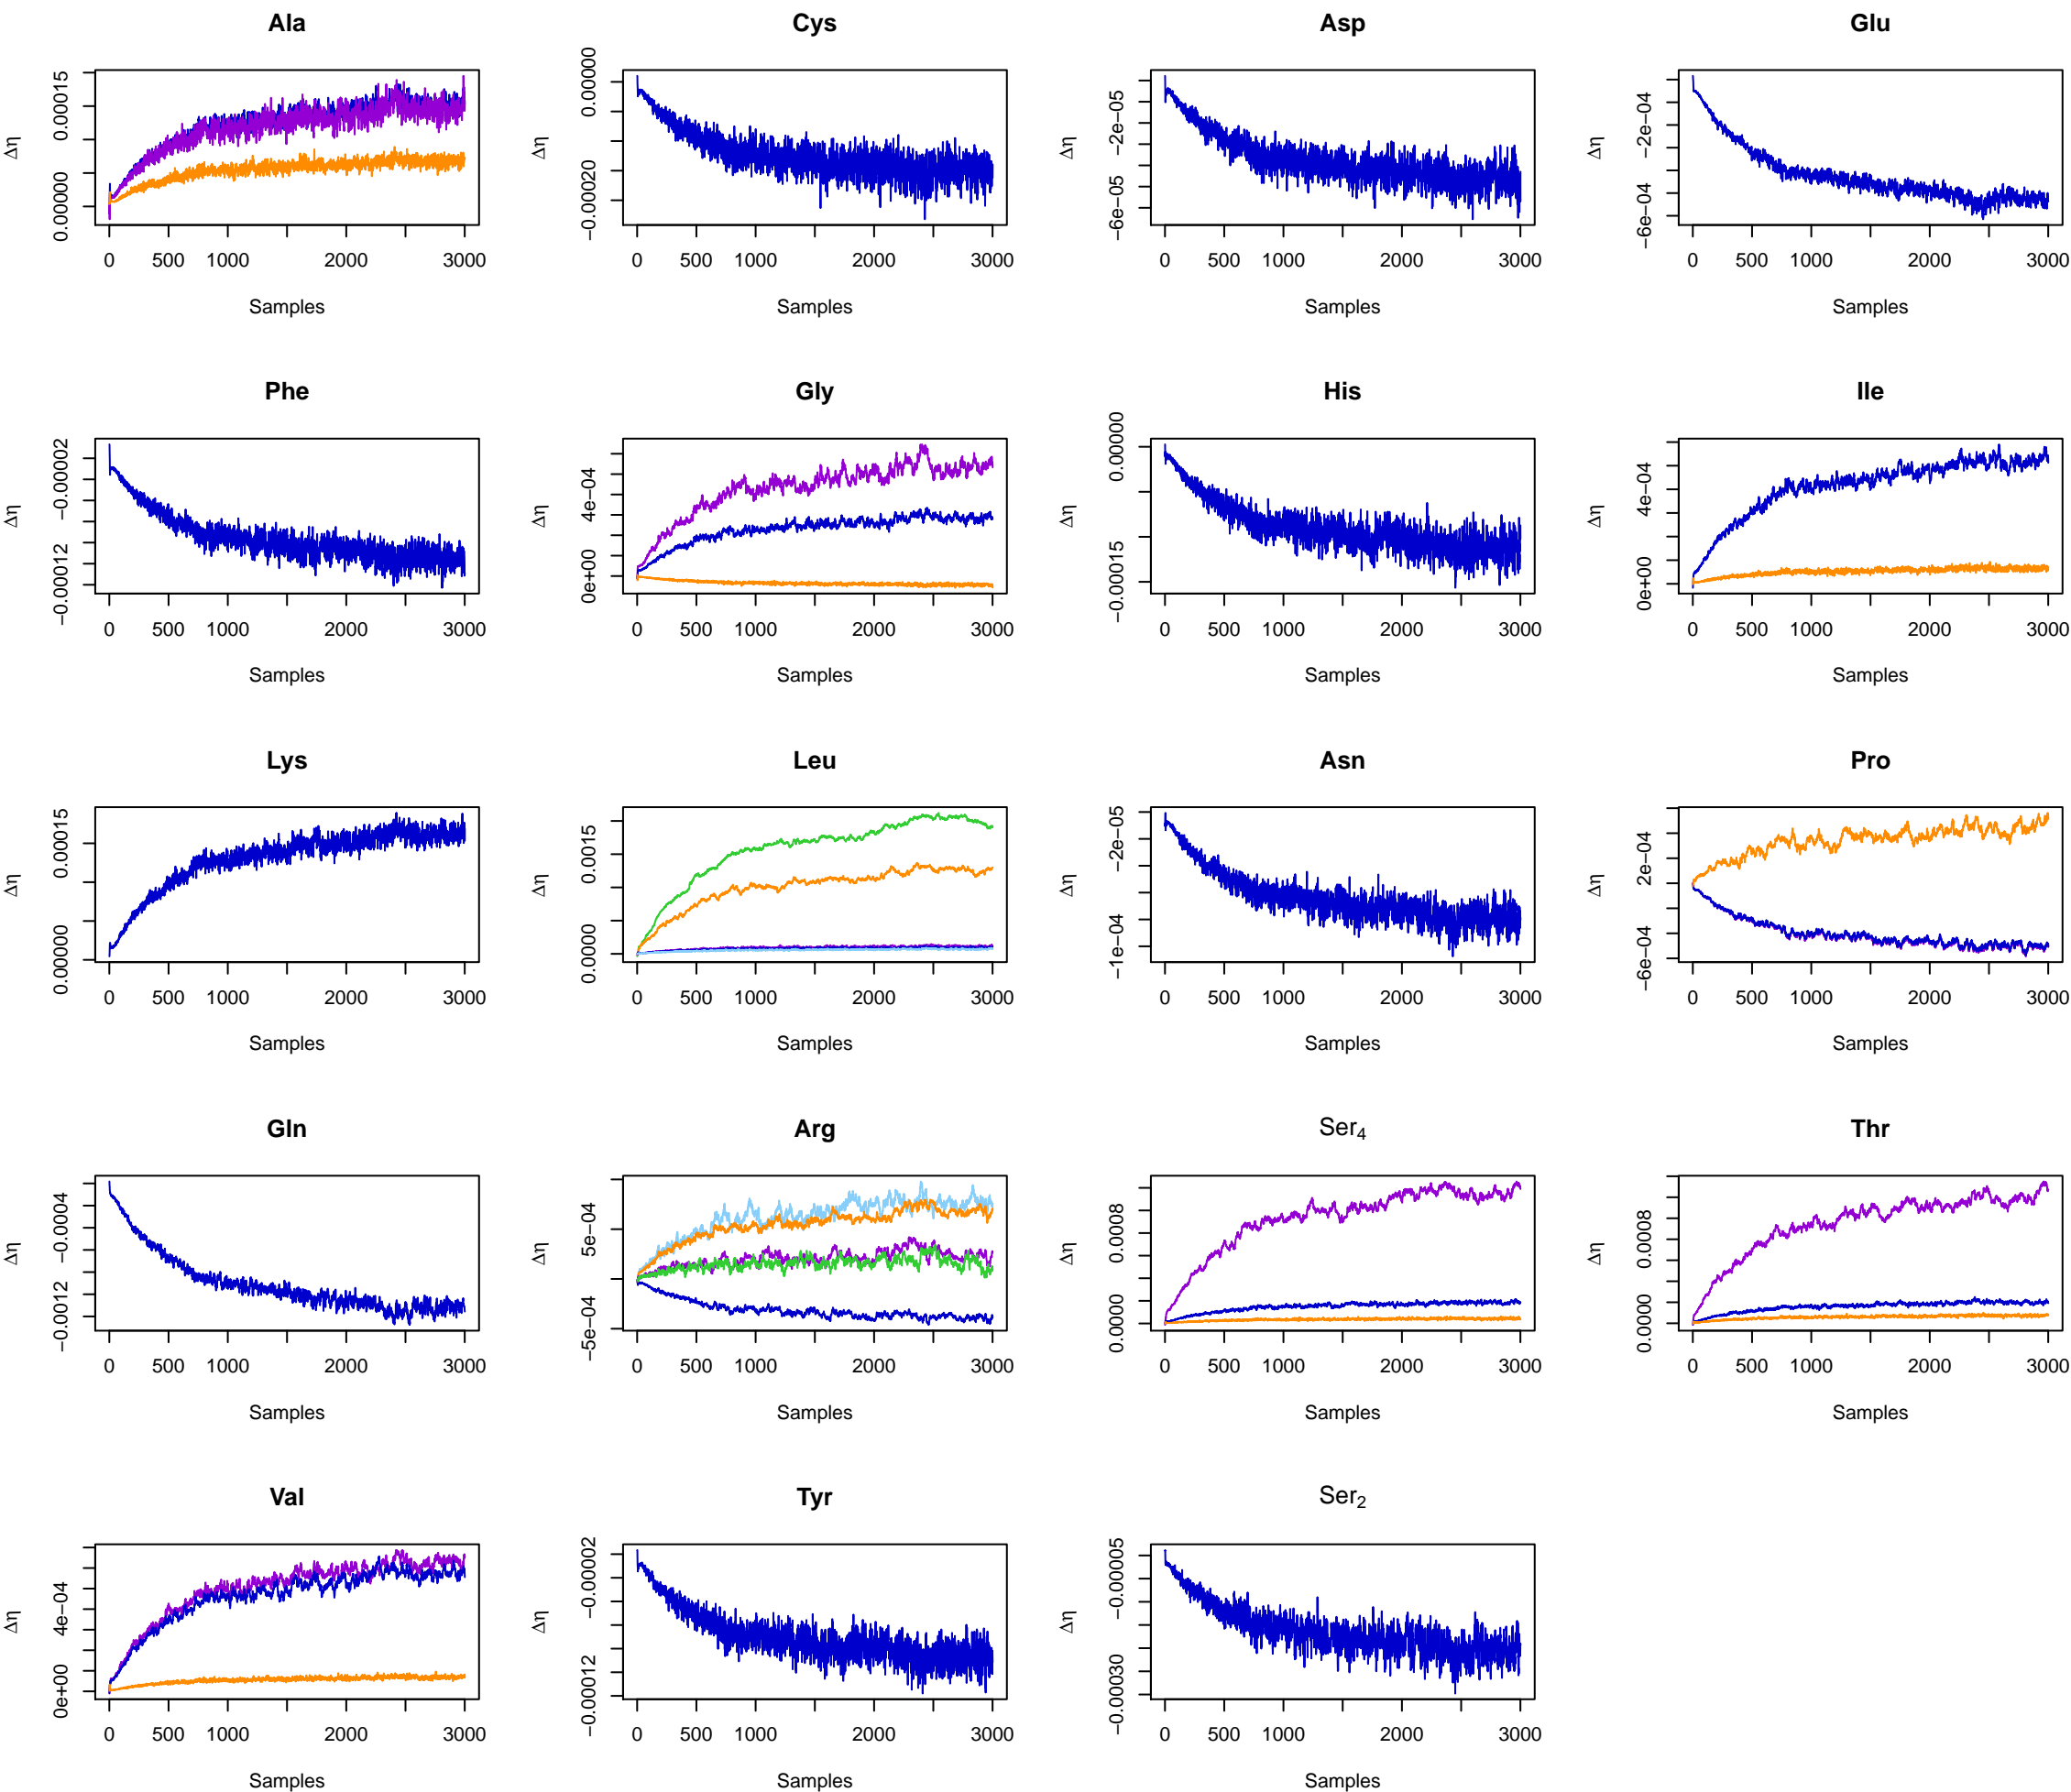 Ala Cys Asp Glu
Δη 0.00000 0.00015 Δη −0.00020 0.00000 Δη −6e−05 −2e−05 Δη −6e−04 −2e−04
0 500 1000 2000 3000 0 500 1000 2000 3000 0 500 1000 2000 3000 0 500 1000 2000 3000
Samples Samples Samples Samples
Phe Gly His Ile
Δη −0.00012 −0.00002 Δη 0e+00 4e−04 Δη −0.00015 0.00000 Δη 0e+00 4e−04
0 500 1000 2000 3000 0 500 1000 2000 3000 0 500 1000 2000 3000 0 500 1000 2000 3000
Samples Samples Samples Samples
Lys Leu Asn Pro
Δη 0.00000 0.00015 Δη 0.0000 0.0015 Δη −1e−04 −2e−05 Δη −6e−04 2e−04
0 500 1000 2000 3000 0 500 1000 2000 3000 0 500 1000 2000 3000 0 500 1000 2000 3000
Samples Samples Samples Samples
Gln Arg Ser₄ Thr
Δη −0.0012 −0.0004 Δη −5e−04 5e−04 Δη 0.0000 0.0008 Δη 0.0000 0.0008
0 500 1000 2000 3000 0 500 1000 2000 3000 0 500 1000 2000 3000 0 500 1000 2000 3000
Samples Samples Samples Samples
Val Tyr Ser₂
Δη 0e+00 4e−04 Δη −0.00012 −0.00002 Δη −0.00030 −0.00005
0 500 1000 2000 3000 0 500 1000 2000 3000 0 500 1000 2000 3000
Samples Samples Samples